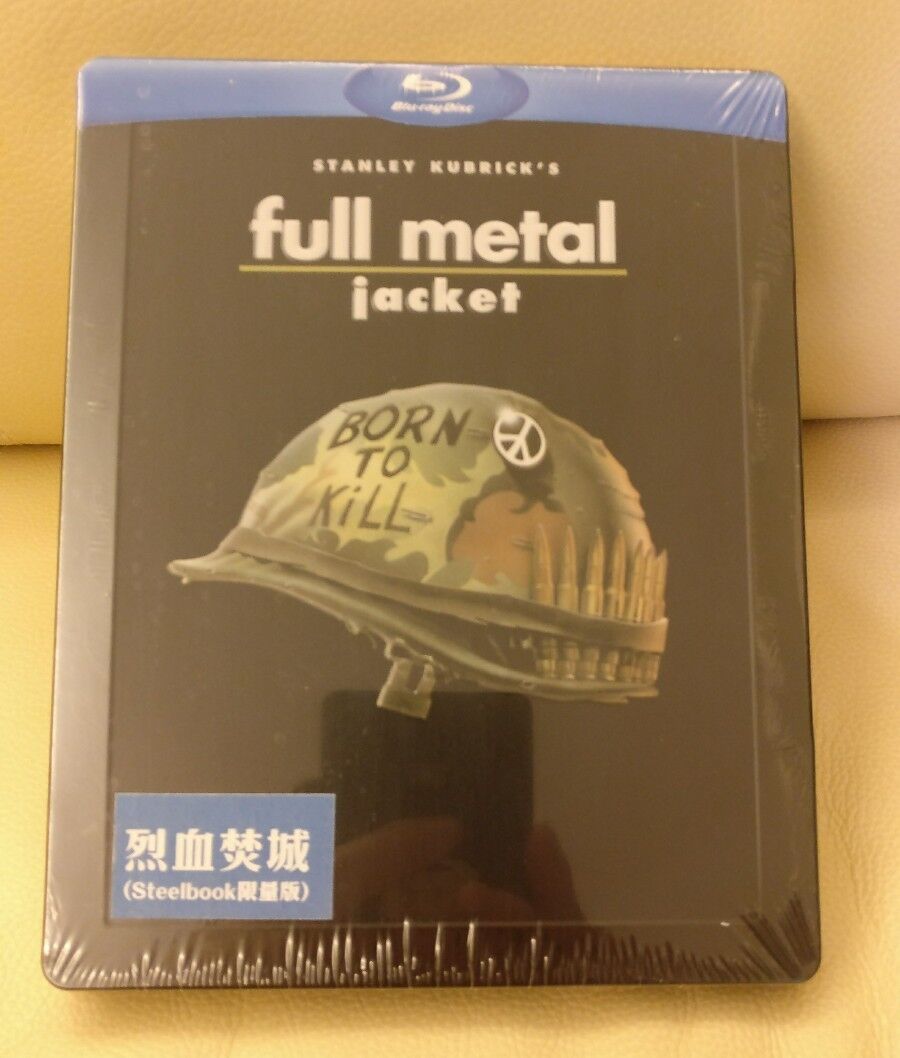 Blu-ray Disc
STANLEY KUBRICK'S
full metal
jacket
BORN
TO
KiLL
烈血焚城
(Steelbook限量版)